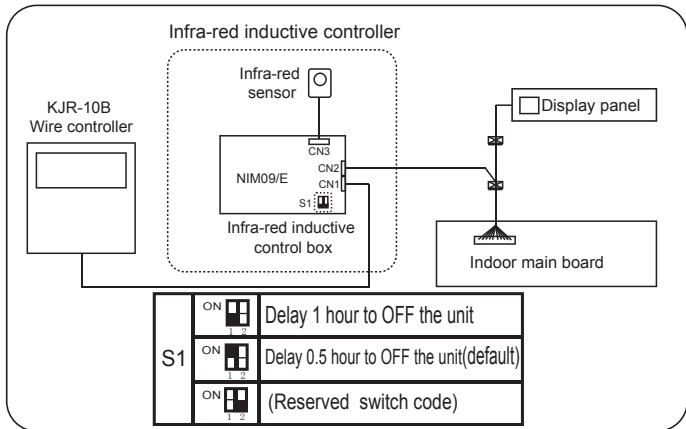 Infra-red inductive controller
Infra-red
sensor
KJR-10B
Wire controller
Display panel
CN3
CN2
NIM09/E
CN1
S1
Infra-red inductive
control box
Indoor main board
S1
ON
1 2
Delay 1 hour to OFF the unit
ON
1 2
Delay 0.5 hour to OFF the unit(default)
ON
1 2
(Reserved switch code)